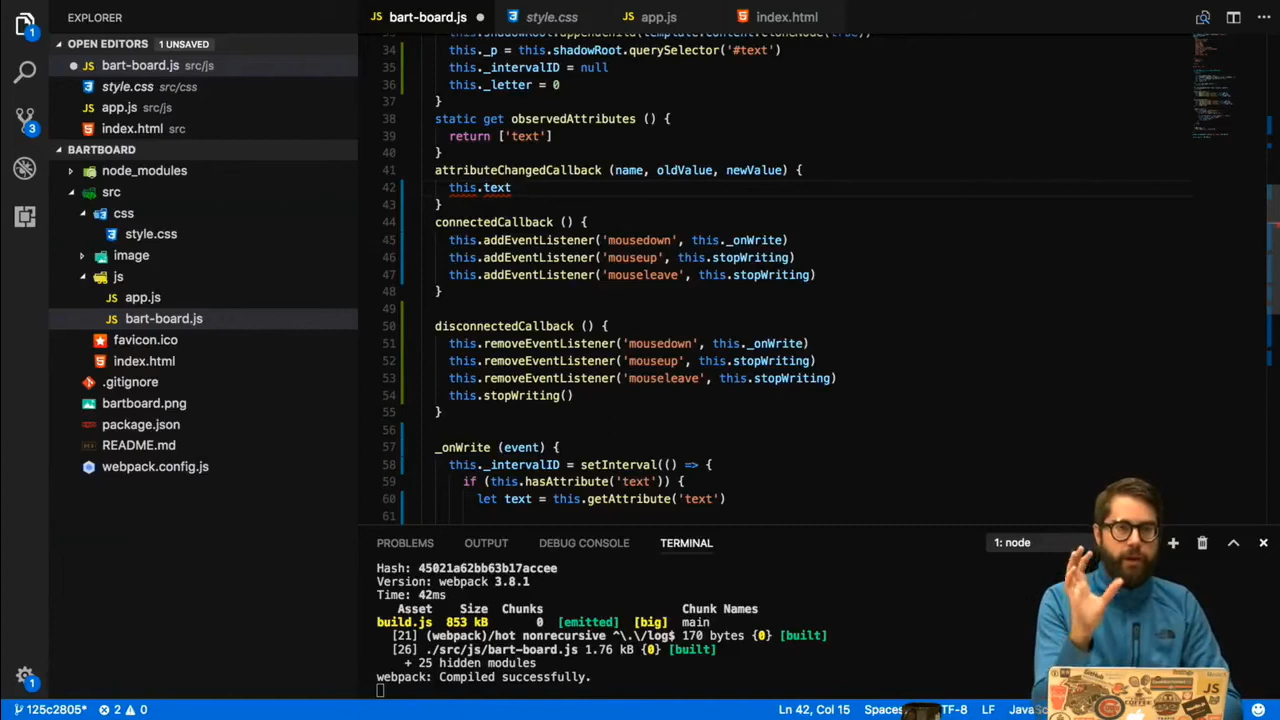 EXPLORER
OPEN EDITORS 1 UNSAVED
bart-board.js src/js
style.css src/css
app.js src/js
index.html src
BARTBOARD
node_modules
src
css
style.css
image
js
app.js
bart-board.js
favicon.ico
index.html
.gitignore
bartboard.png
package.json
README.md
webpack.config.js
bart-board.js style.css app.js index.html
34 this._p = this.shadowRoot.querySelector('#text')
35 this._intervalID = null
36 this._letter = 0
37 }
38 static get observedAttributes () {
39 return ['text']
40 }
41 attributeChangedCallback (name, oldValue, newValue) {
42 this.text
43 }
44 connectedCallback () {
45 this.addEventListener('mousedown', this._onWrite)
46 this.addEventListener('mouseup', this.stopWriting)
47 this.addEventListener('mouseleave', this.stopWriting)
48 }
49
50 disconnectedCallback () {
51 this.removeEventListener('mousedown', this._onWrite)
52 this.removeEventListener('mouseup', this.stopWriting)
53 this.removeEventListener('mouseleave', this.stopWriting)
54 this.stopWriting()
55 }
56
57 _onWrite (event) {
58 this._intervalID = setInterval(() => {
59 if (this.hasAttribute('text')) {
60 let text = this.getAttribute('text')
61
PROBLEMS OUTPUT DEBUG CONSOLE TERMINAL 1: node
Hash: 45021a62bb63b17accee
Version: webpack 3.8.1
Time: 42ms
Asset Size Chunks Chunk Names
build.js 853 kB 0 [emitted] [big] main
[21] (webpack)/hot nonrecursive ^\.\/log$ 170 bytes {0} [built]
[26] ./src/js/bart-board.js 1.76 kB {0} [built]
+ 25 hidden modules
webpack: Compiled successfully.
125c2805* 2 0 Ln 42, Col 15 LF